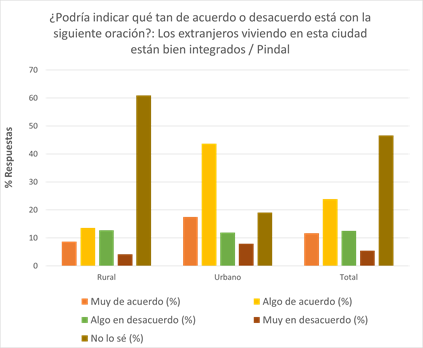 ¿Podría indicar qué tan de acuerdo o desacuerdo está con la
siguiente oración?: Los extranjeros viviendo en esta ciudad
están bien integrados / Pindal
% Respuestas
70
60
50
40
30
20
10
0
Rural Urbano Total
Muy de acuerdo (%) Algo de acuerdo (%)
Algo en desacuerdo (%) Muy en desacuerdo (%)
No lo sé (%)